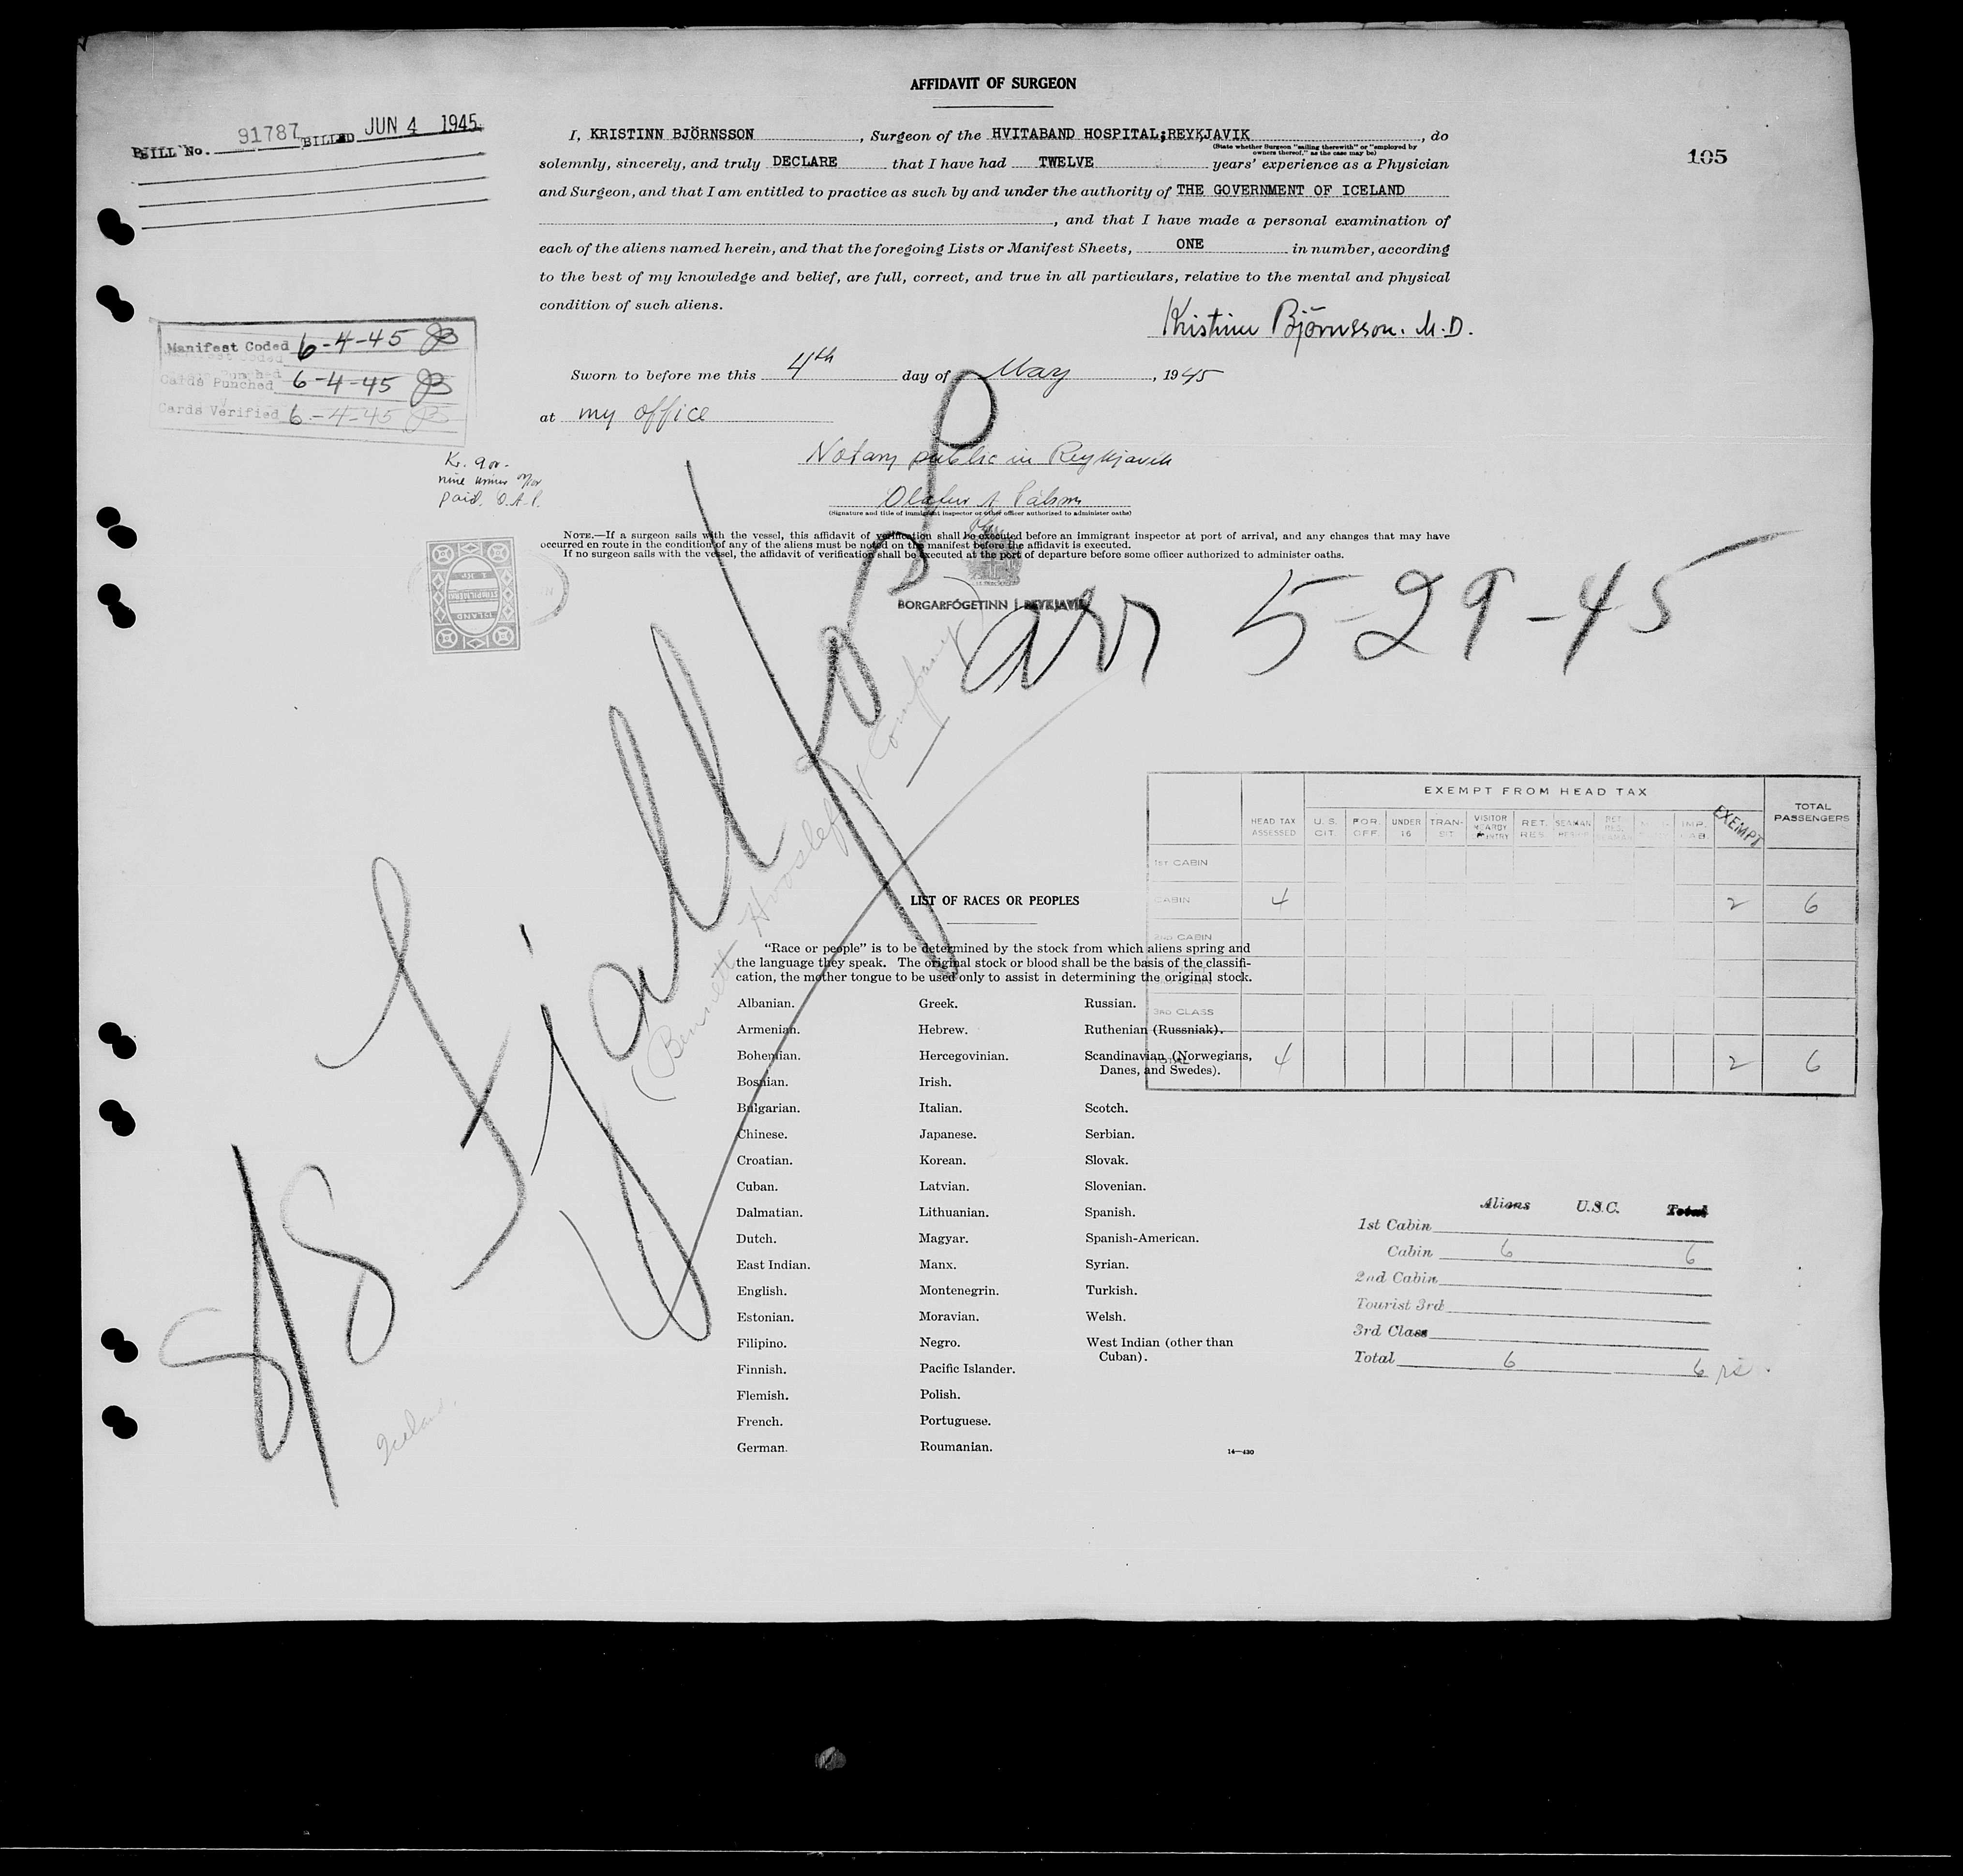 AFFIDAVIT OF SURGEON
BILL No. 91787 BILLED JUN 4 1945
105
I, KRISTINN BJÖRNSSON, Surgeon of the HVITABAND HOSPITAL;REYKJAVIK, do
(State whether Surgeon "sailing therewith" or "employed by
owners thereof," as the case may be)
solemnly, sincerely, and truly DECLARE that I have had TWELVE years' experience as a Physician
and Surgeon, and that I am entitled to practice as such by and under the authority of THE GOVERNMENT OF ICELAND
, and that I have made a personal examination of
each of the aliens named herein, and that the foregoing Lists or Manifest Sheets, ONE in number, according
to the best of my knowledge and belief, are full, correct, and true in all particulars, relative to the mental and physical
condition of such aliens.
Kristinn Björnsson. M.D.
Manifest Coded 6-4-45 JB
Cards Punched 6-4-45 JB
Cards Verified 6-4-45 JB
Sworn to before me this 4th day of May, 1945
at my office
Notary public in Reykjavik
Kr. 9
nine
paid.
(Signature and title of immigrant inspector or other officer authorized to administer oaths)
NOTE.—If a surgeon sails with the vessel, this affidavit of verification shall be executed before an immigrant inspector at port of arrival, and any changes that may have
occurred en route in the condition of any of the aliens must be noted on the manifest before the affidavit is executed.
If no surgeon sails with the vessel, the affidavit of verification shall be executed at the port of departure before some officer authorized to administer oaths.
ISLAND
BORGARFÓGETINN Í REYKJAVÍK
S/S Fjallfoss
arr 5-29-45
(Bennett Company)
EXEMPT FROM HEAD TAX
HEAD TAX ASSESSED
U. S. CIT.
FOR. OFF.
UNDER 16
TRAN- SIT
VISITOR NEARBY COUNTRY
RET. RES.
SEAMAN
EXEMPT
TOTAL PASSENGERS
1ST CABIN
CABIN 4 2 6
2ND CABIN
3RD CLASS
TOTAL 4 2 6
LIST OF RACES OR PEOPLES
"Race or people" is to be determined by the stock from which aliens spring and
the language they speak. The original stock or blood shall be the basis of the classifi-
cation, the mother tongue to be used only to assist in determining the original stock.
Albanian.
Armenian.
Bohemian.
Bosnian.
Bulgarian.
Chinese.
Croatian.
Cuban.
Dalmatian.
Dutch.
East Indian.
English.
Estonian.
Filipino.
Finnish.
Flemish.
French.
German.
Greek.
Hebrew.
Hercegovinian.
Irish.
Italian.
Japanese.
Korean.
Latvian.
Lithuanian.
Magyar.
Manx.
Montenegrin.
Moravian.
Negro.
Pacific Islander.
Polish.
Portuguese.
Roumanian.
Russian.
Ruthenian (Russniak).
Scandinavian (Norwegians,
Danes, and Swedes).
Scotch.
Serbian.
Slovak.
Slovenian.
Spanish.
Spanish-American.
Syrian.
Turkish.
Welsh.
West Indian (other than
Cuban).
14—430
Aliens U.S.C. Total
1st Cabin
Cabin 6 6
2nd Cabin
Tourist 3rd
3rd Class
Total 6 6